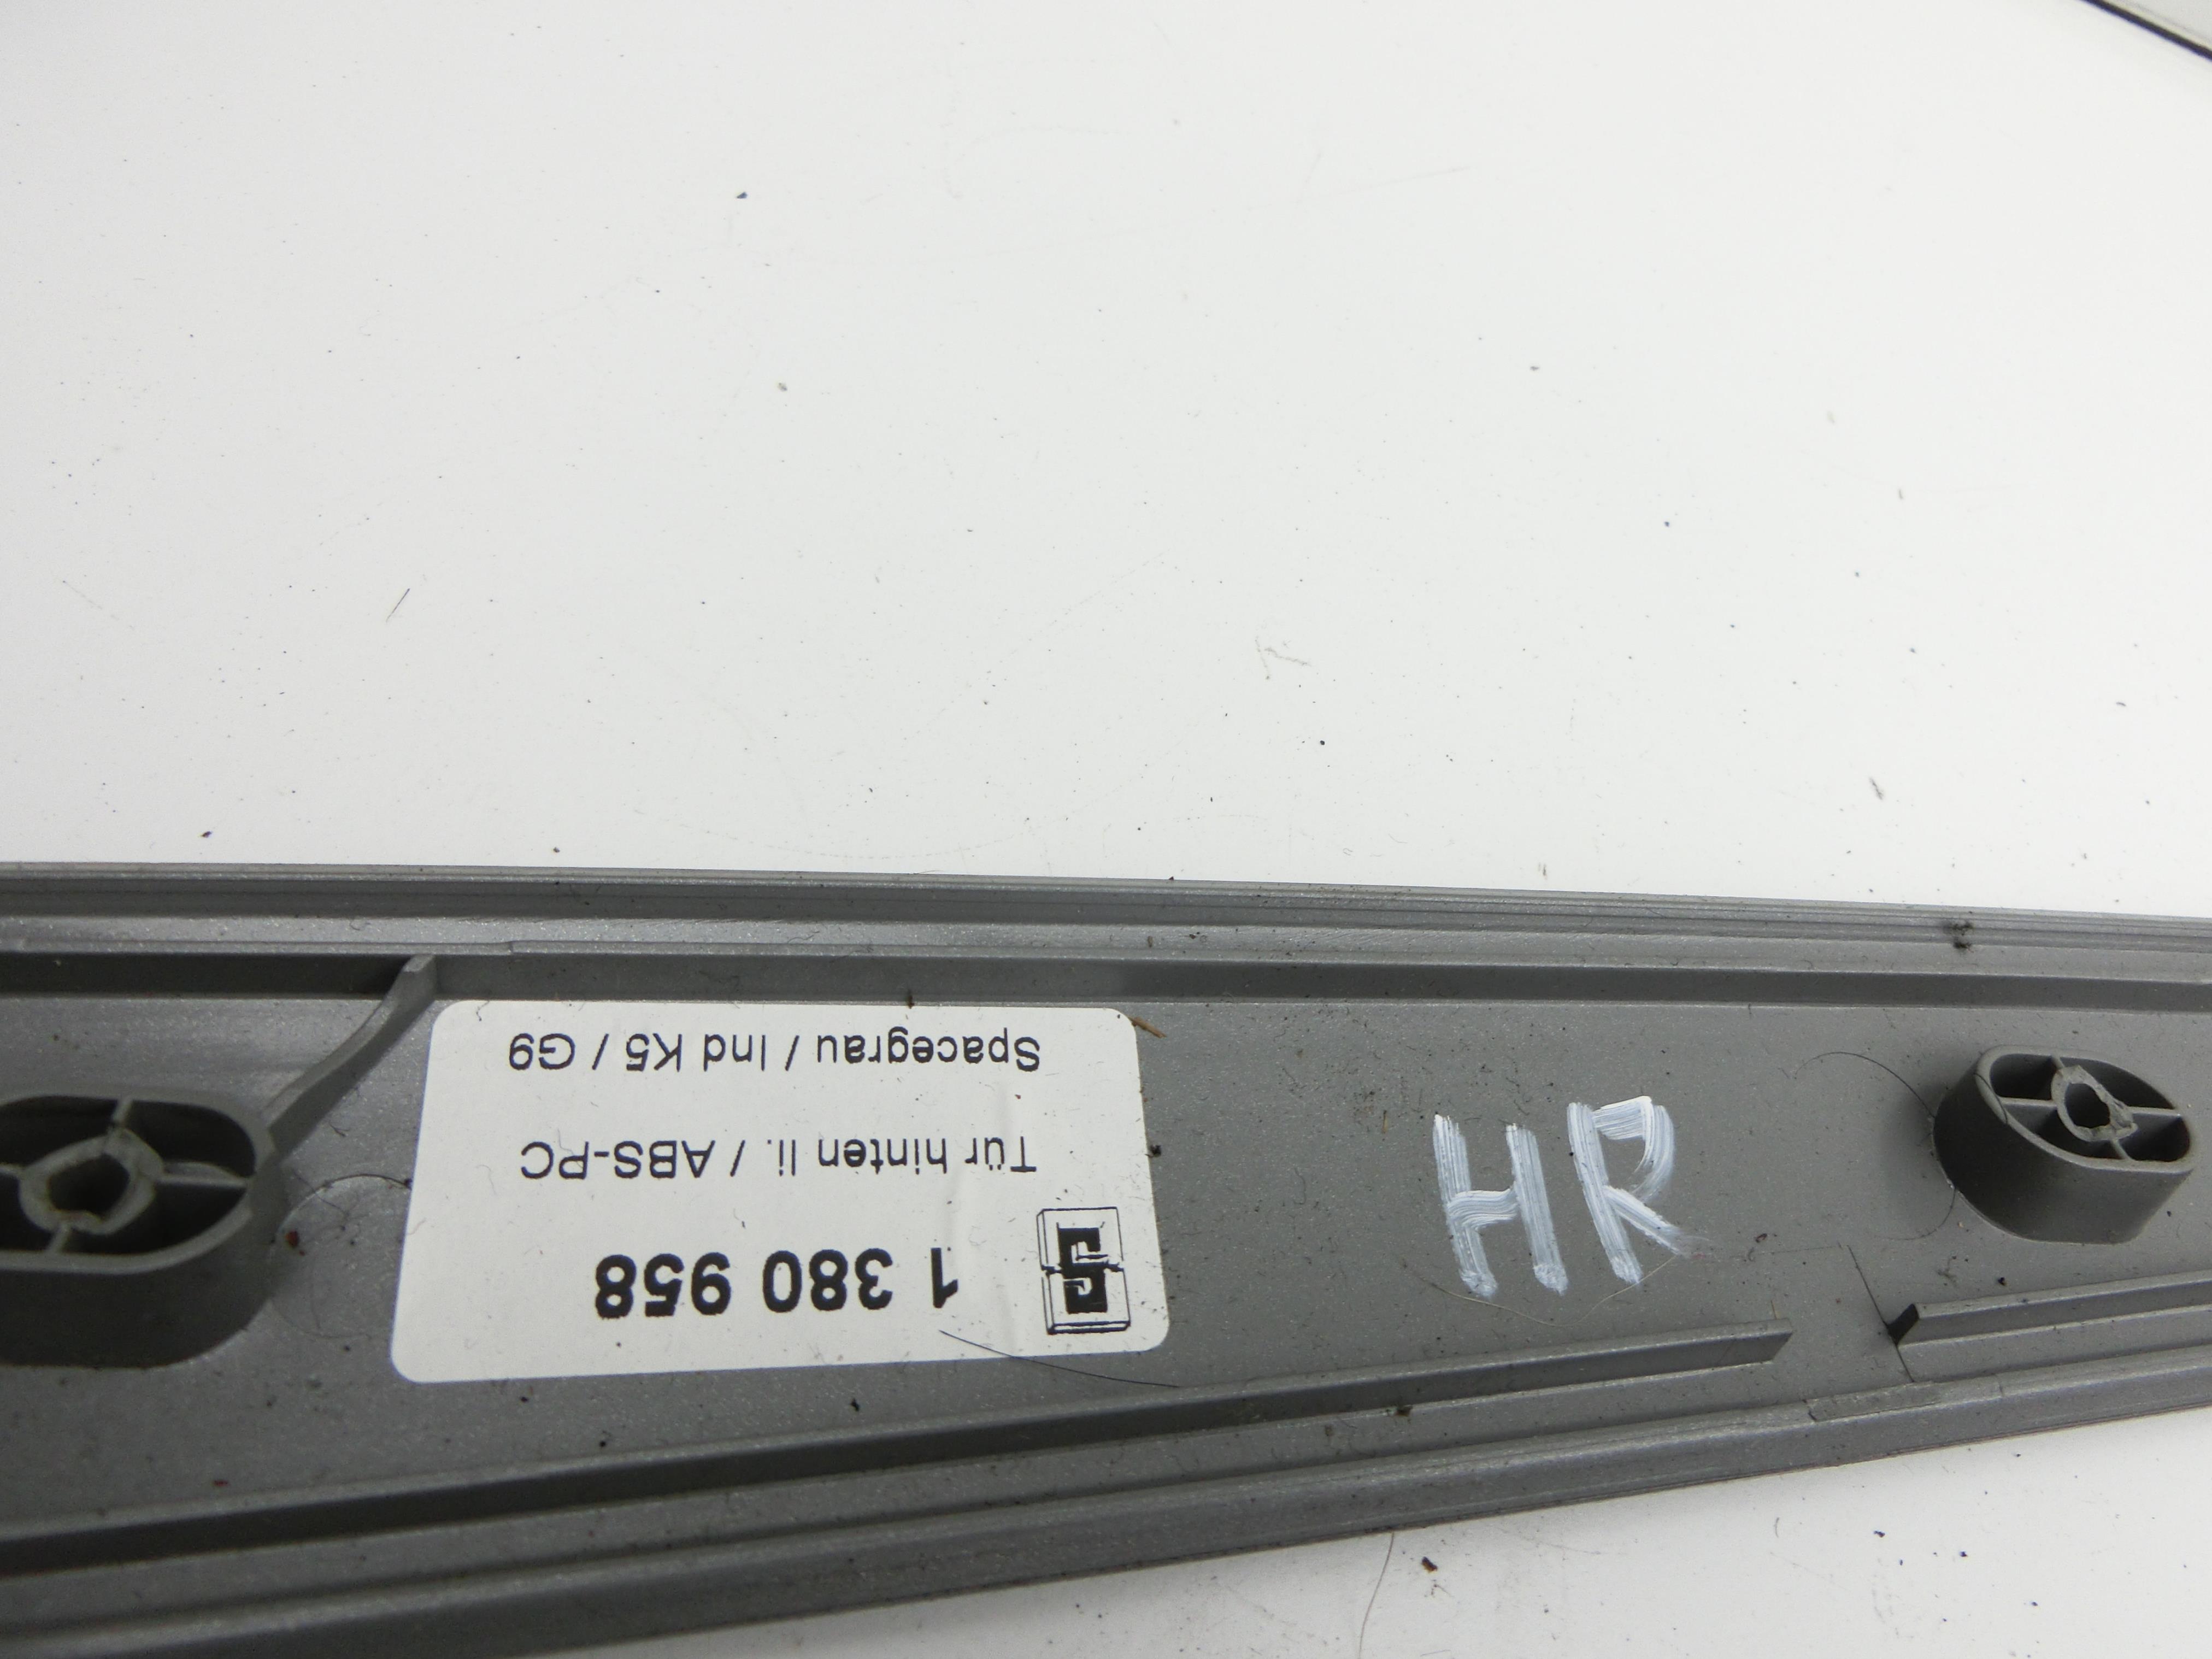 1 380 958
Tür hinten li. / ABS-PC
Spacegrau / Ind K5 / G9
HR